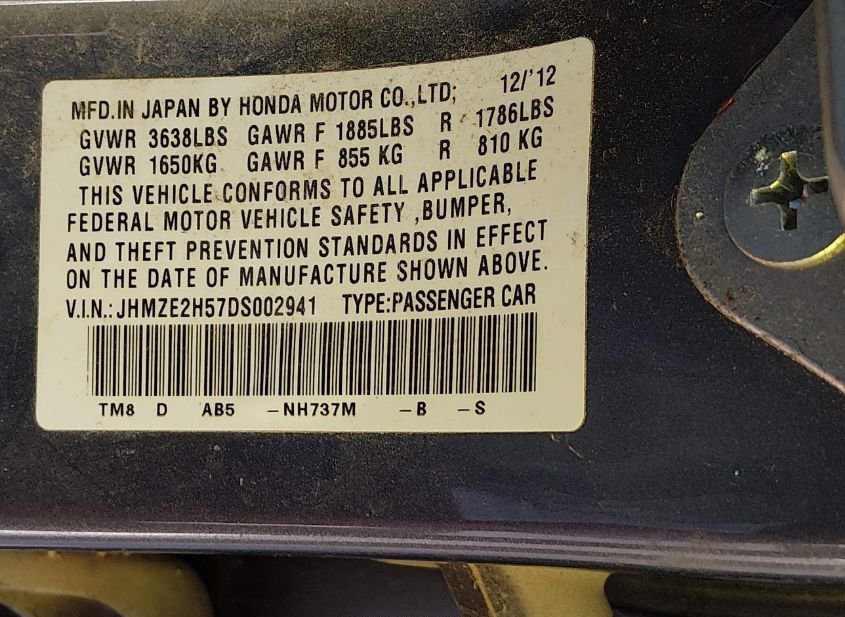 MFD.IN JAPAN BY HONDA MOTOR CO.,LTD; 12/'12
GVWR 3638LBS GAWR F 1885LBS R 1786LBS
GVWR 1650KG GAWR F 855 KG R 810 KG
THIS VEHICLE CONFORMS TO ALL APPLICABLE
FEDERAL MOTOR VEHICLE SAFETY ,BUMPER,
AND THEFT PREVENTION STANDARDS IN EFFECT
ON THE DATE OF MANUFACTURE SHOWN ABOVE.
V.I.N.: JHMZE2H57DS002941 TYPE:PASSENGER CAR
TM8 D AB5 –NH737M –B –S